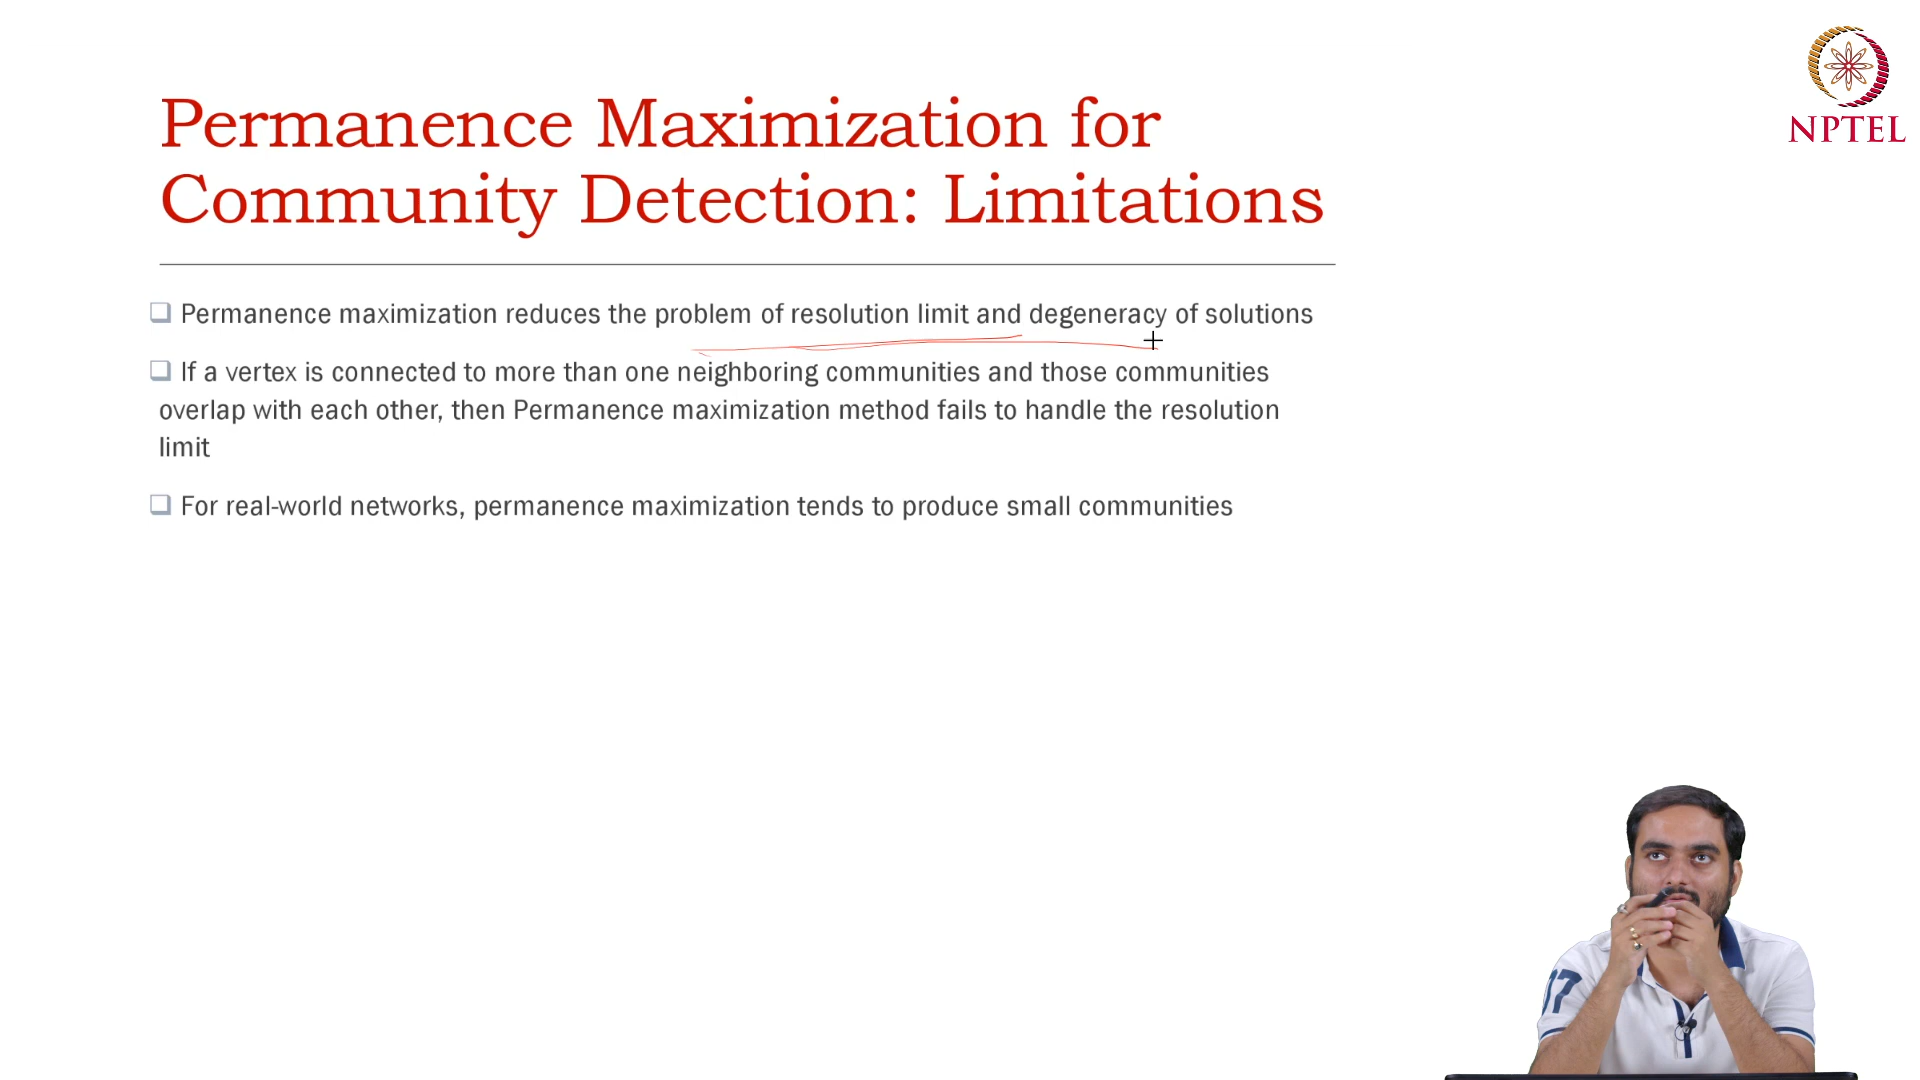 NPTEL
Permanence Maximization for
Community Detection: Limitations
Permanence maximization reduces the problem of resolution limit and degeneracy of solutions
If a vertex is connected to more than one neighboring communities and those communities
overlap with each other, then Permanence maximization method fails to handle the resolution
limit
For real-world networks, permanence maximization tends to produce small communities
07